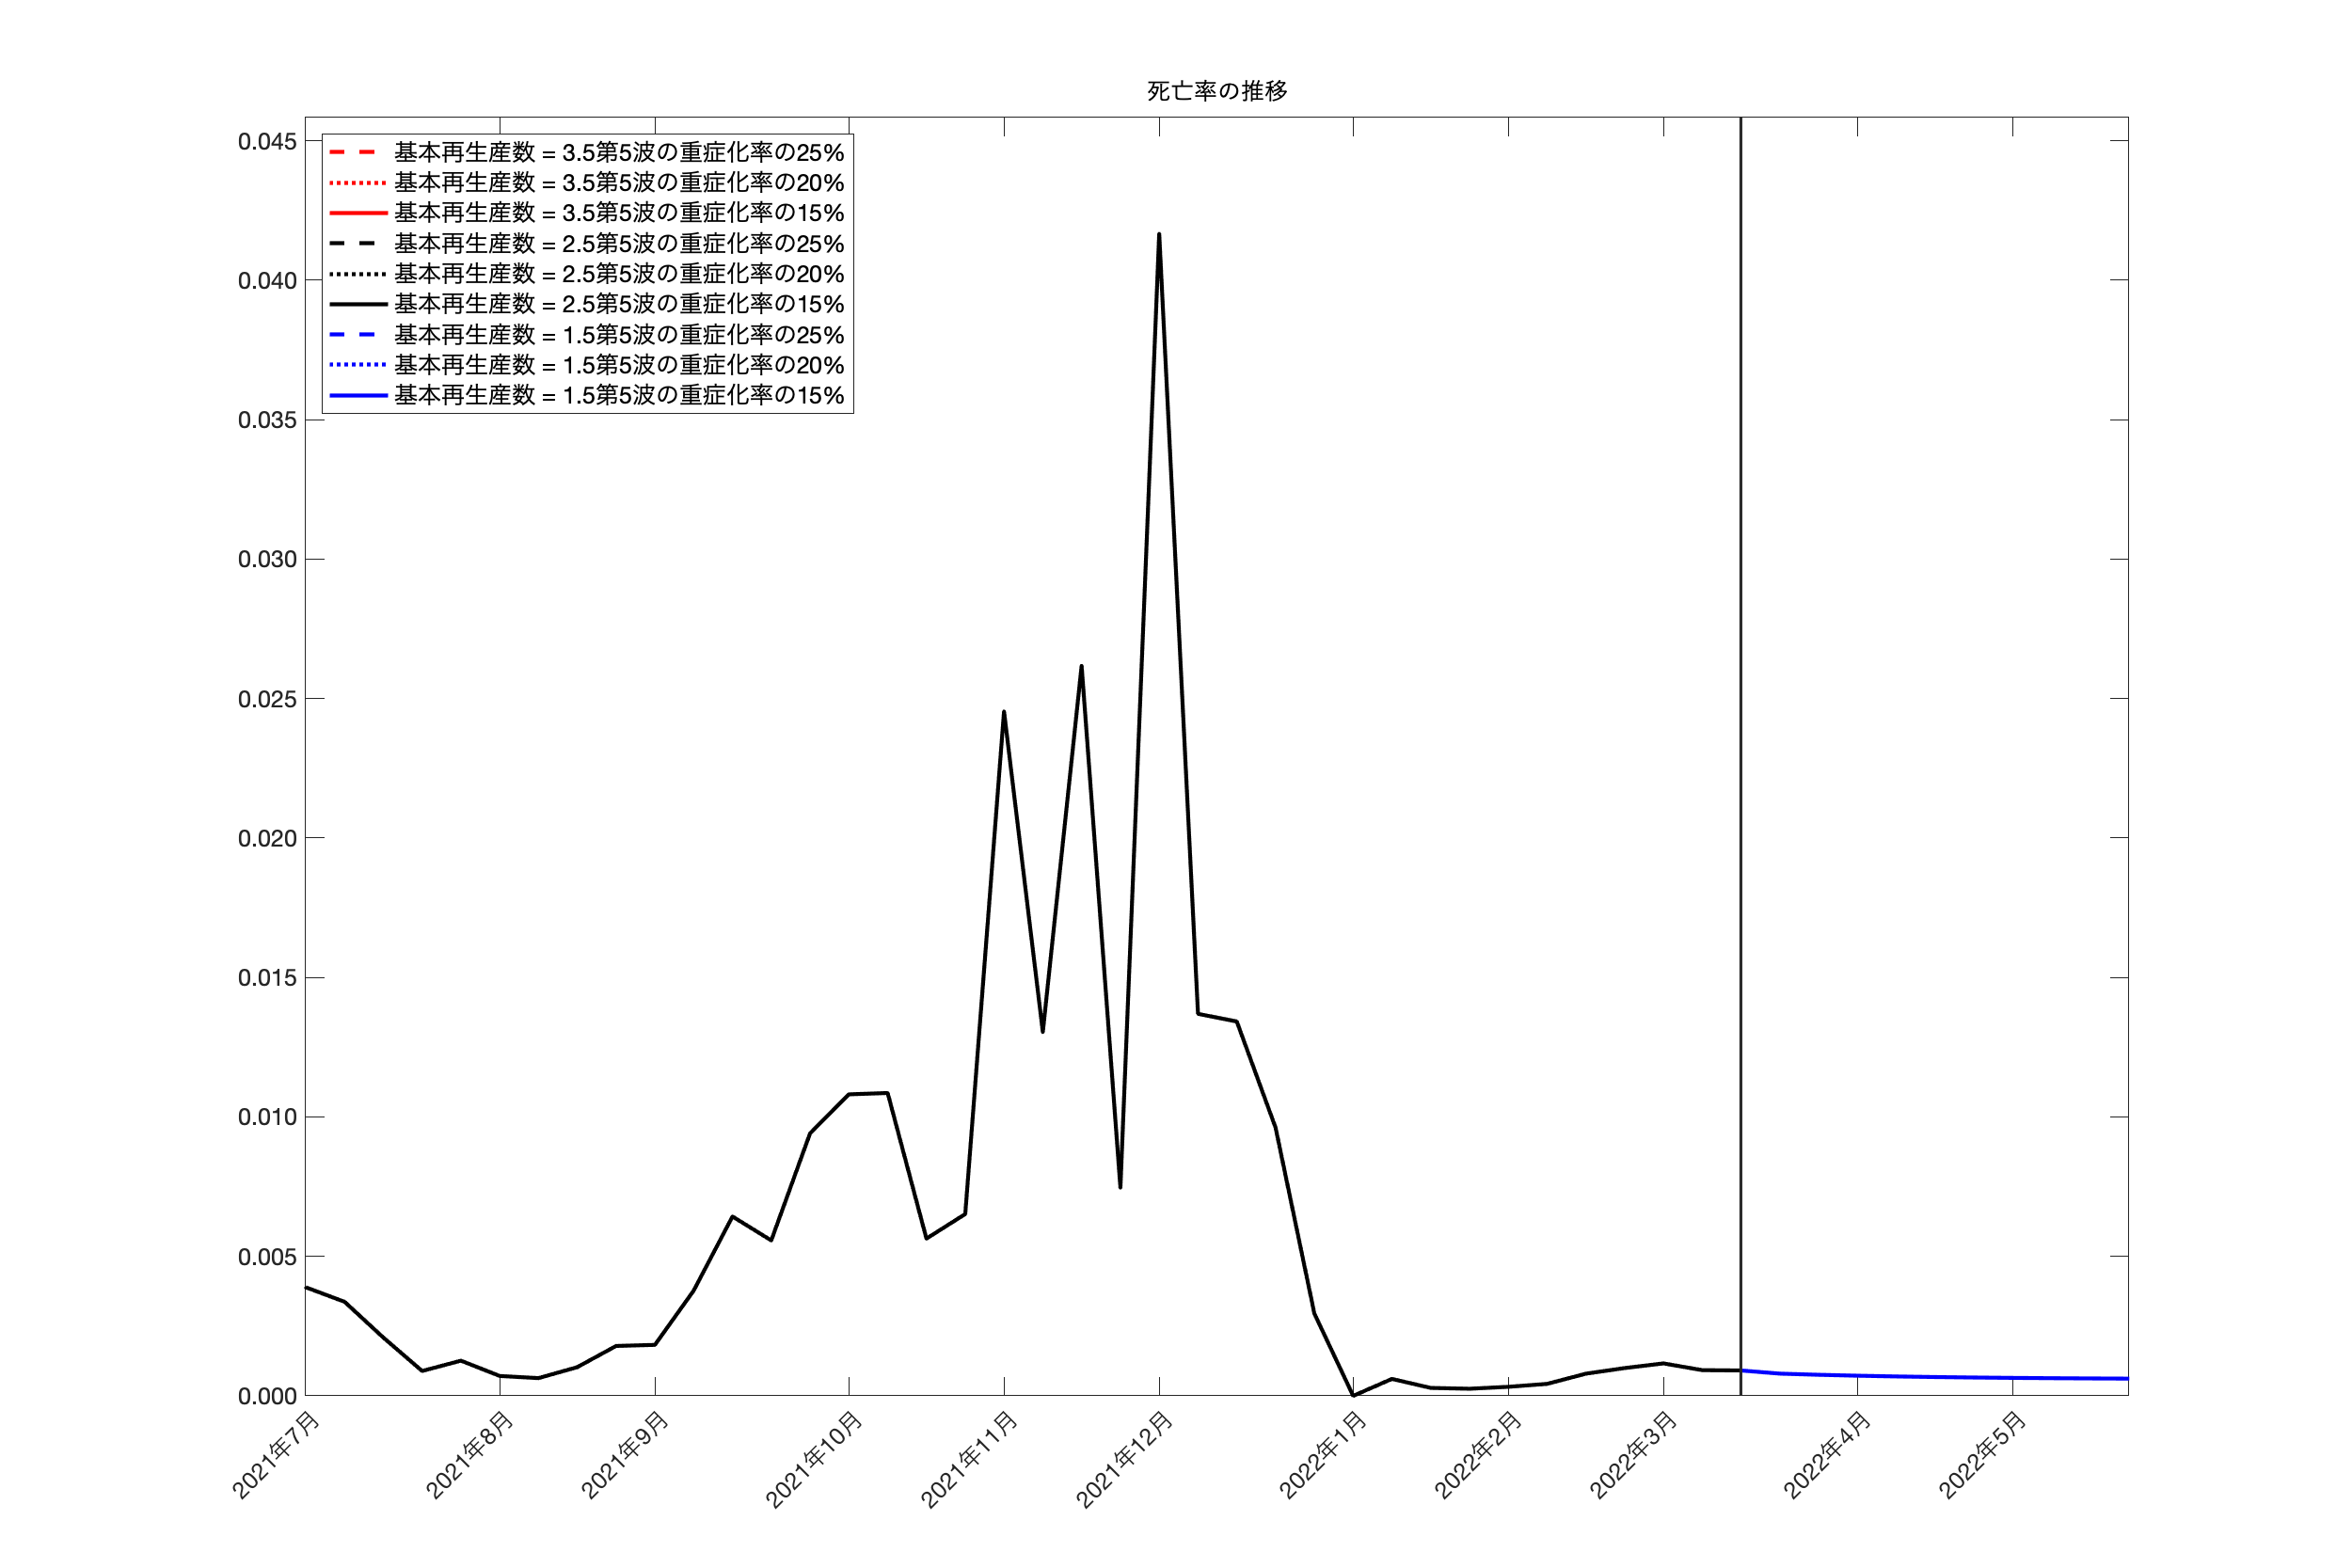 死亡率の推移
0.045
0.040
0.035
0.030
0.025
0.020
0.015
0.010
0.005
0.000
基本再生産数 = 3.5第5波の重症化率の25%
基本再生産数 = 3.5第5波の重症化率の20%
基本再生産数 = 3.5第5波の重症化率の15%
基本再生産数 = 2.5第5波の重症化率の25%
基本再生産数 = 2.5第5波の重症化率の20%
基本再生産数 = 2.5第5波の重症化率の15%
基本再生産数 = 1.5第5波の重症化率の25%
基本再生産数 = 1.5第5波の重症化率の20%
基本再生産数 = 1.5第5波の重症化率の15%
2021年7月
2021年8月
2021年9月
2021年10月
2021年11月
2021年12月
2022年1月
2022年2月
2022年3月
2022年4月
2022年5月